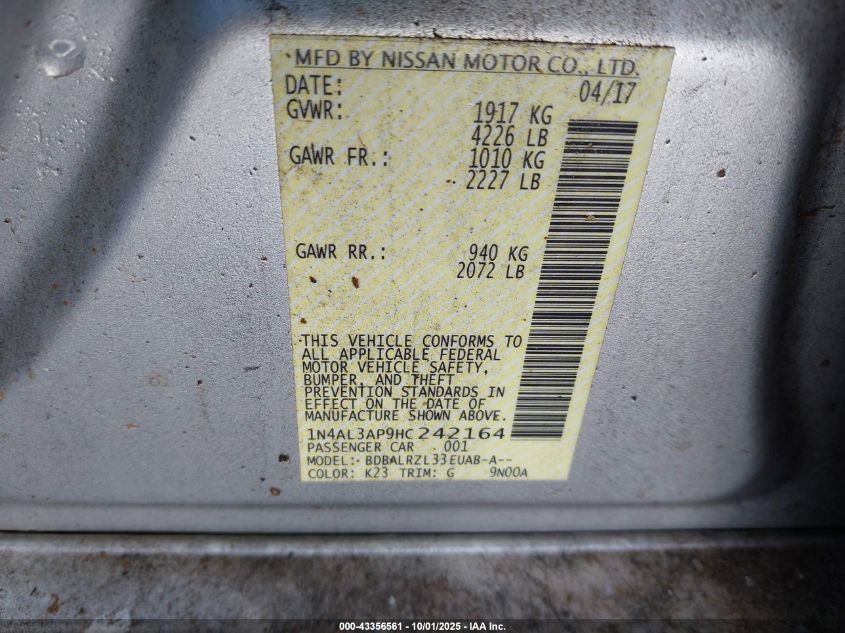 MFD BY NISSAN MOTOR CO., LTD.
DATE: 04/17
GVWR: 1917 KG
4226 LB
GAWR FR.: 1010 KG
2227 LB
GAWR RR.: 940 KG
2072 LB
THIS VEHICLE CONFORMS TO
ALL APPLICABLE FEDERAL
MOTOR VEHICLE SAFETY,
BUMPER, AND THEFT
PREVENTION STANDARDS IN
EFFECT ON THE DATE OF
MANUFACTURE SHOWN ABOVE.
1N4AL3AP9HC242164
PASSENGER CAR 001
MODEL: BDBALRZL33EUAB-A--
COLOR: K23 TRIM: G 9N00A
000-43356561 - 10/01/2025 - IAA Inc.